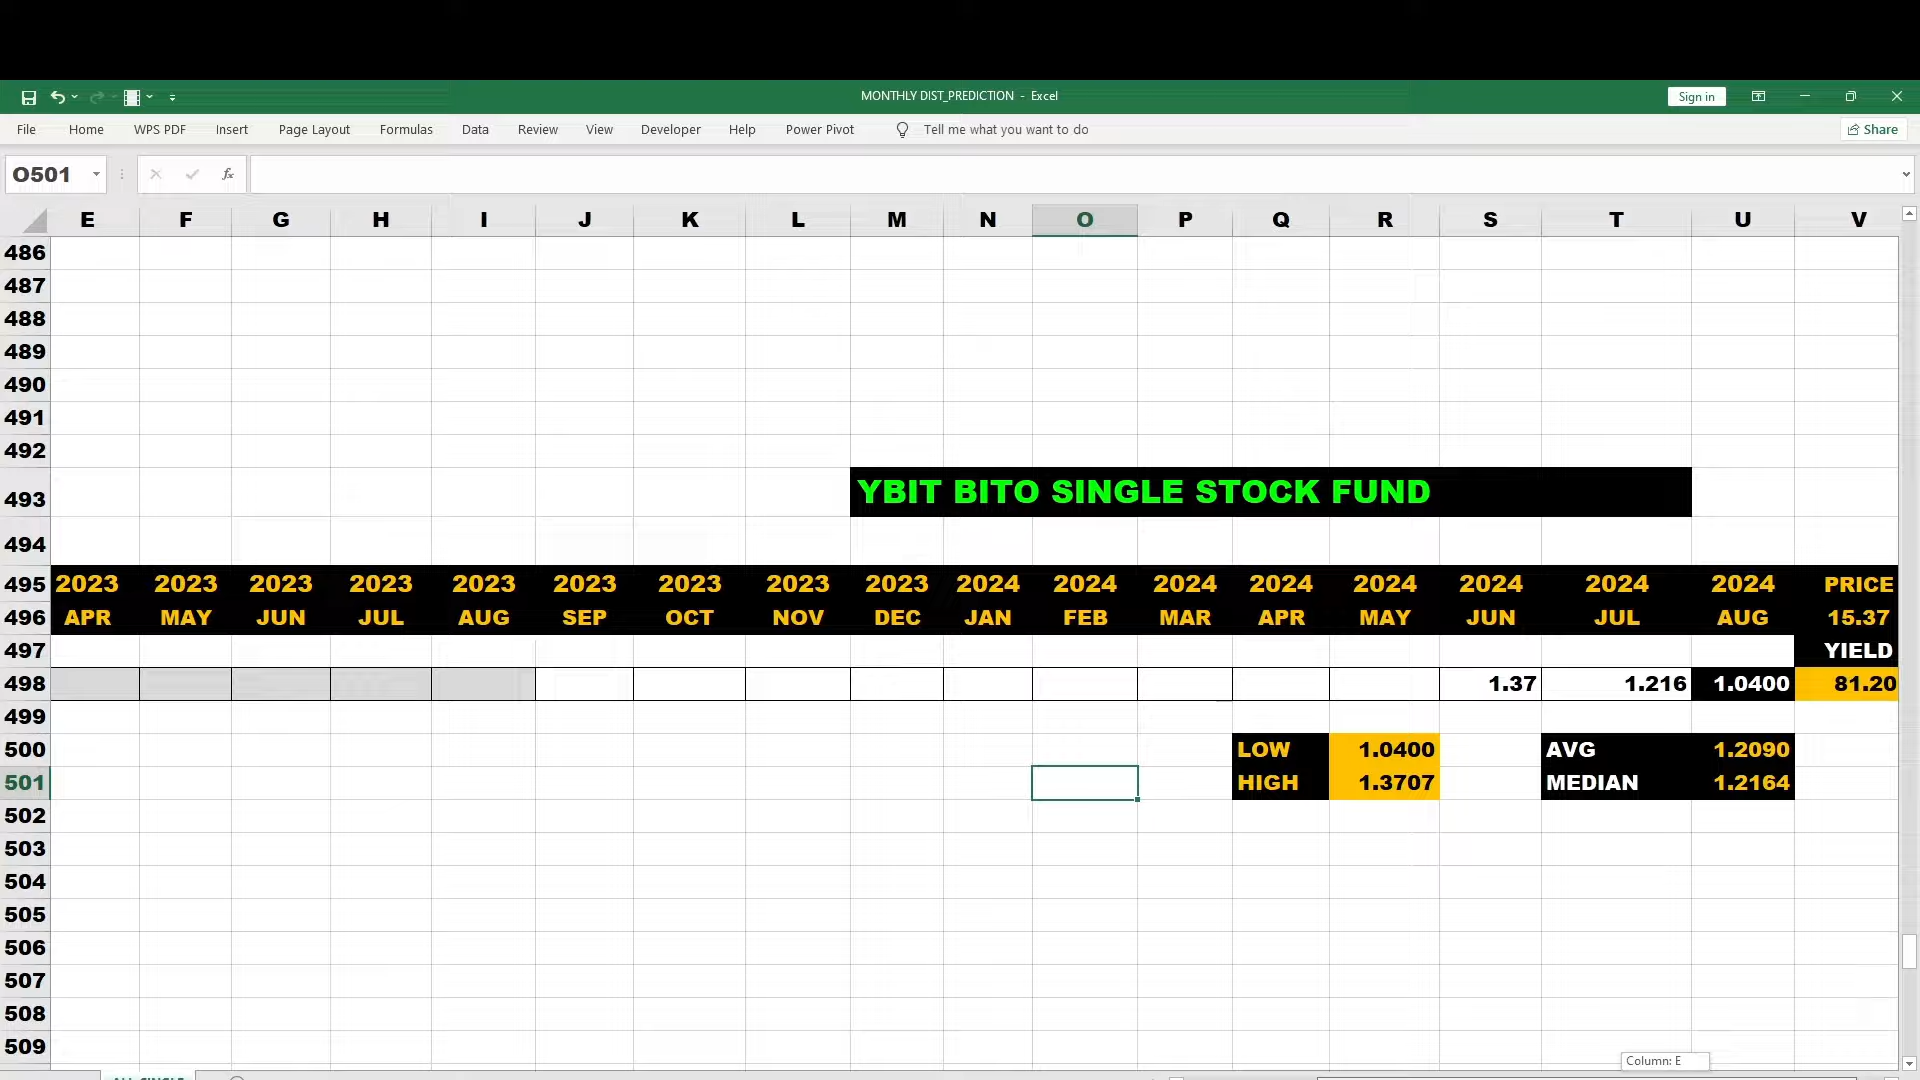 MONTHLY DIST_PREDICTION - Excel
Sign in
File Home WPS PDF Insert Page Layout Formulas Data Review View Developer Help Power Pivot Tell me what you want to do Share
O501 fx
E F G H I J K L M N O P Q R S T U V
486
487
488
489
490
491
492
493 YBIT BITO SINGLE STOCK FUND
494
495 2023 2023 2023 2023 2023 2023 2023 2023 2023 2024 2024 2024 2024 2024 2024 2024 2024 PRICE
496 APR MAY JUN JUL AUG SEP OCT NOV DEC JAN FEB MAR APR MAY JUN JUL AUG 15.37
497 YIELD
498 1.37 1.216 1.0400 81.20
499
500 LOW 1.0400 AVG 1.2090
501 HIGH 1.3707 MEDIAN 1.2164
502
503
504
505
506
507
508
509
Column: E